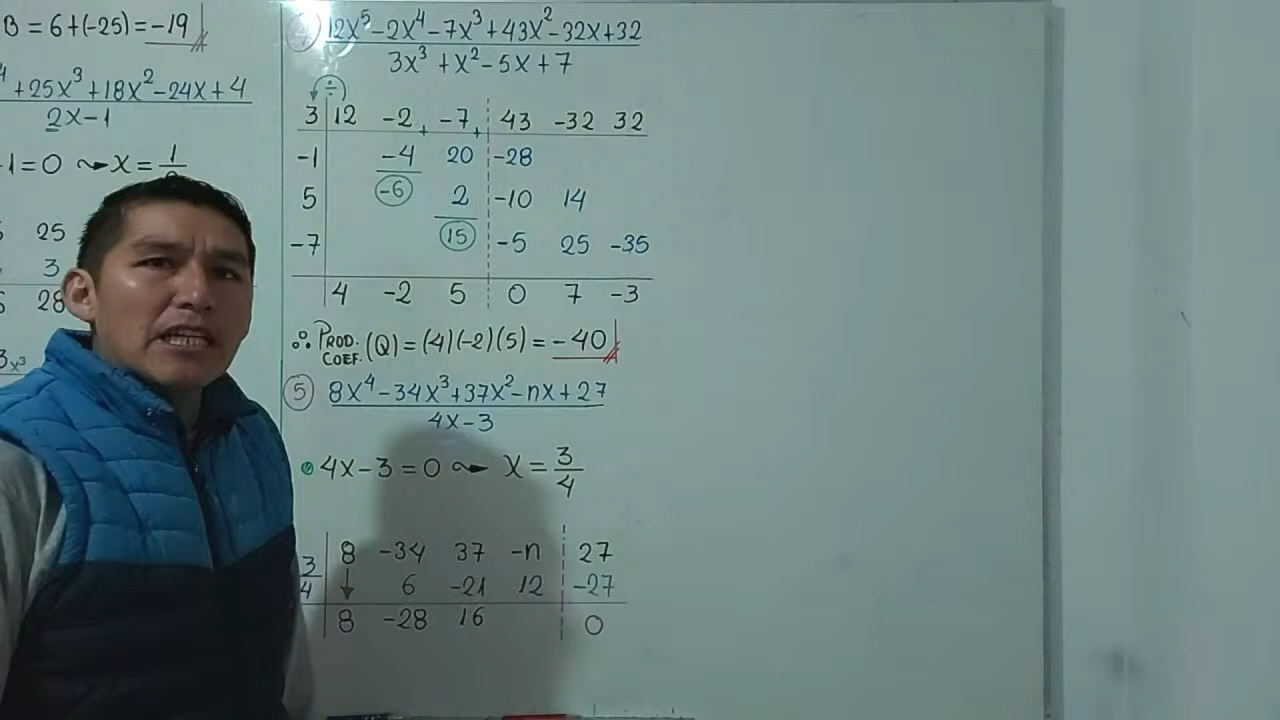 B = 6+(-25) = -19
⁴ + 25x³ + 18x² - 24x + 4
2x - 1
-1 = 0 ⤳ x = 1
25
3
28
3x³
12x⁵ - 2x⁴ - 7x³ + 43x² - 32x + 32
3x³ + x² - 5x + 7
÷
3 12 -2 + -7 + 43 -32 32
-1 -4 20 -28
5 -6 2 -10 14
-7 15 -5 25 -35
4 -2 5 0 7 -3
∴ PROD. COEF. (Q) = (4)(-2)(5) = -40
5 8x⁴ - 34x³ + 37x² - nx + 27
4x - 3
• 4x - 3 = 0 ⤳ x = 3/4
8 -34 37 -n 27
3/4 ↓ 6 -21 12 -27
8 -28 16 0